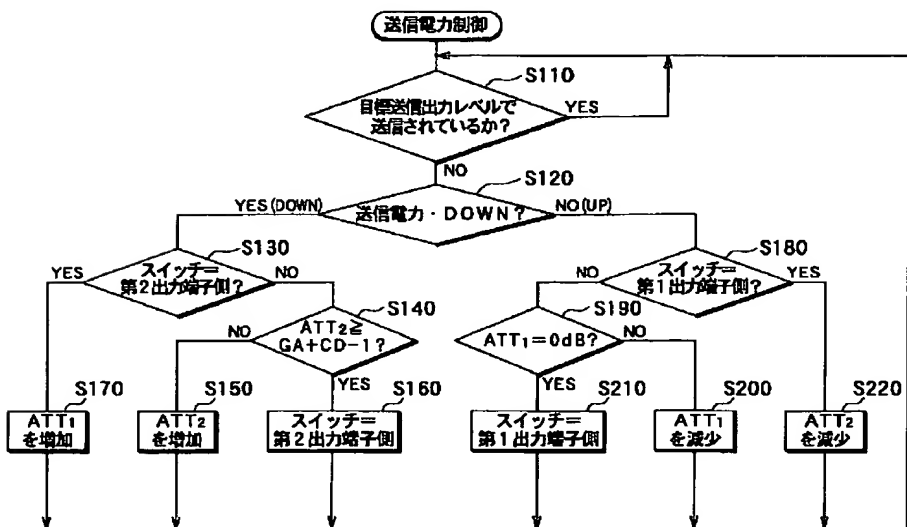 送信電力制御
S110
目標送信出力レベルで
送信されているか?
YES
NO
S120
YES(DOWN)
送信電力・DOWN?
NO(UP)
S130
YES
スイッチ=
第2出力端子側?
NO
S180
NO
スイッチ=
第1出力端子側?
YES
S140
NO
ATT2≧
GA+CD-1?
YES
S190
ATT1=0dB?
NO
YES
S170
ATT1
を増加
S150
ATT2
を増加
S160
スイッチ=
第2出力端子側
S210
スイッチ=
第1出力端子側
S200
ATT1
を減少
S220
ATT2
を減少